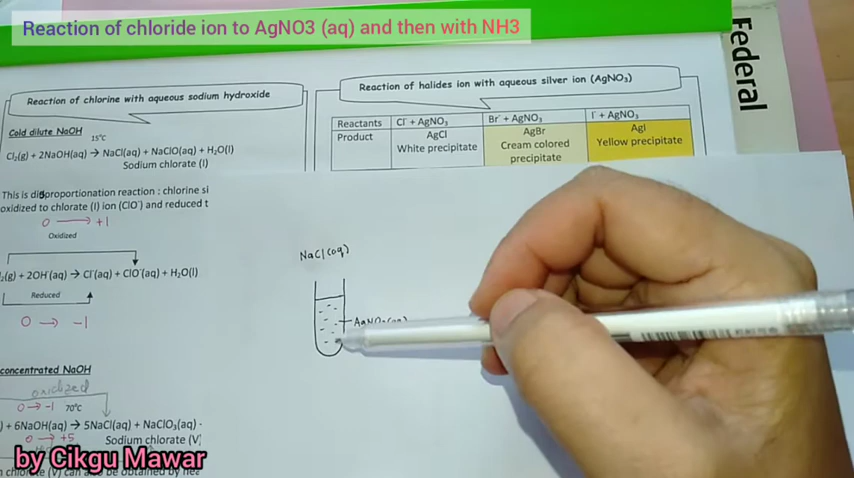 Reaction of chloride ion to AgNO3 (aq) and then with NH3
Federal
Reaction of chlorine with aqueous sodium hydroxide
Cold dilute NaOH
15°C
Cl₂(g) + 2NaOH(aq) → NaCl(aq) + NaClO(aq) + H₂O(l)
Sodium chlorate (I)
This is disproportionation reaction : chlorine si
oxidized to chlorate (I) ion (ClO⁻) and reduced t
0 → +1
Oxidized
₂(g) + 2OH⁻(aq) → Cl⁻(aq) + ClO⁻(aq) + H₂O(l)
Reduced
0 → -1
concentrated NaOH
oxidized
0 → -1 70°C
) + 6NaOH(aq) → 5NaCl(aq) + NaClO₃(aq) -
0 → +5
Sodium chlorate (V)
by Cikgu Mawar
Reaction of halides ion with aqueous silver ion (AgNO₃)
Reactants Cl⁻ + AgNO₃ Br⁻ + AgNO₃ I⁻ + AgNO₃
Product AgCl AgBr AgI
White precipitate Cream colored Yellow precipitate
precipitate
NaCl(aq)
AgNO₃(aq)